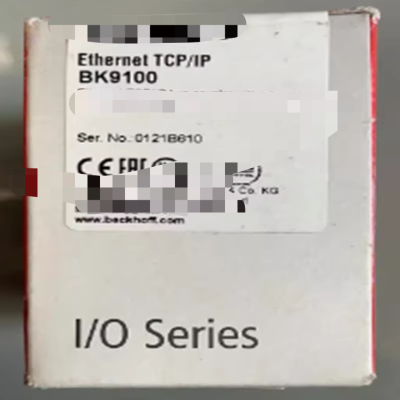 Ethernet TCP/IP
BK9100
Ser. No.:0121B610
CE EAC
Co. KG
www.beckhoff.com
I/O Series